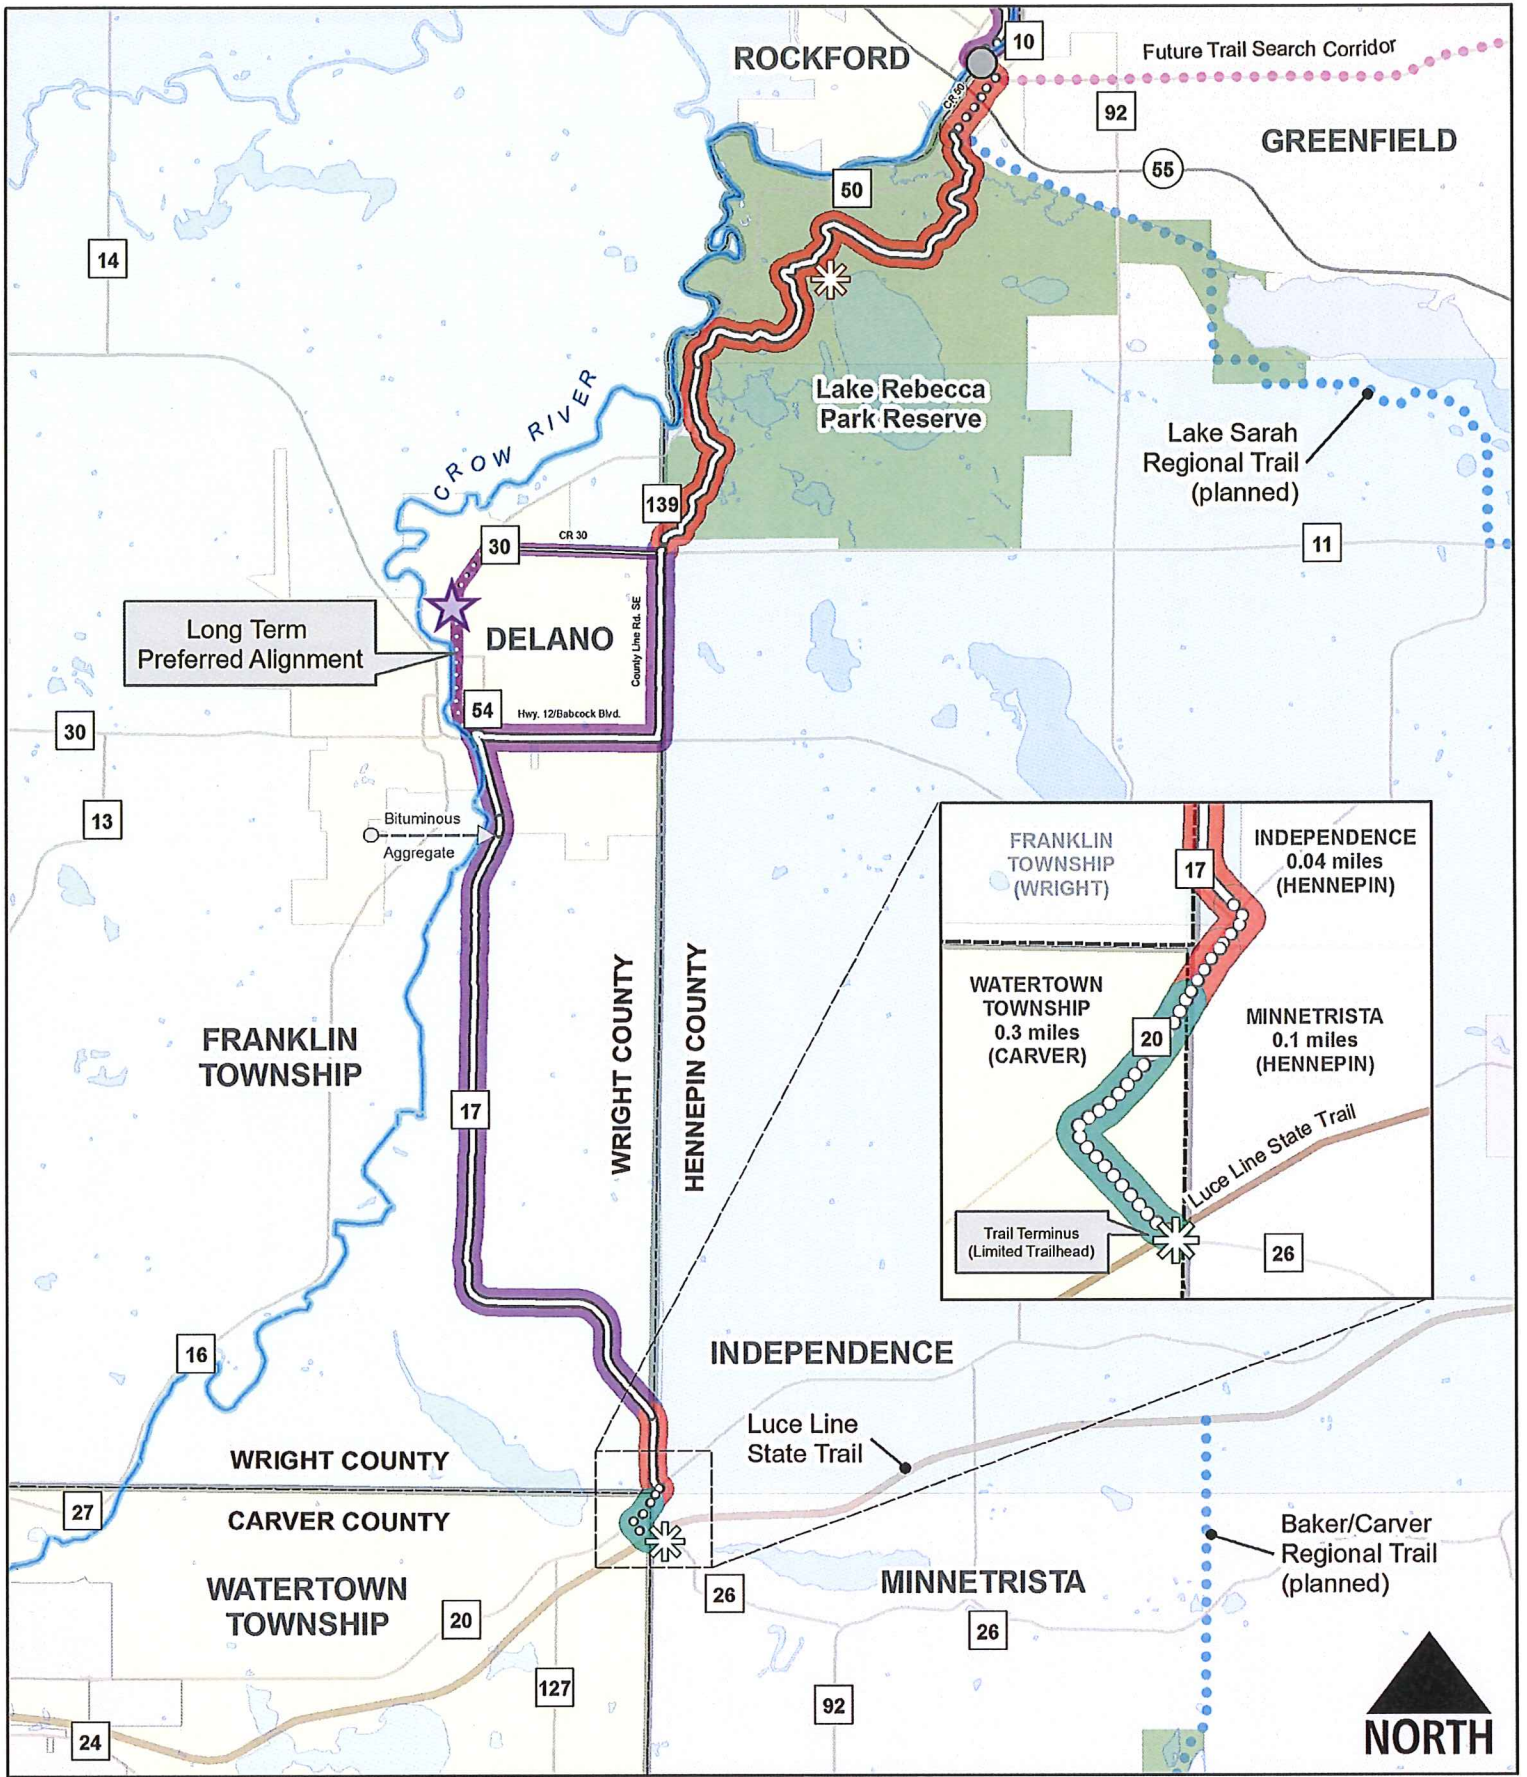 ROCKFORD
10
Future Trail Search Corridor
CR 50
92
GREENFIELD
55
50
14
CROW RIVER
Lake Rebecca
Park Reserve
Lake Sarah
Regional Trail
(planned)
139
30
CR 30
11
Long Term
Preferred Alignment
DELANO
County Line Rd. SE
54
Hwy. 12/Babcock Blvd.
30
13
Bituminous
Aggregate
FRANKLIN
TOWNSHIP
(WRIGHT)
17
INDEPENDENCE
0.04 miles
(HENNEPIN)
WATERTOWN
TOWNSHIP
0.3 miles
(CARVER)
20
MINNETRISTA
0.1 miles
(HENNEPIN)
Luce Line State Trail
Trail Terminus
(Limited Trailhead)
26
WRIGHT COUNTY
HENNEPIN COUNTY
FRANKLIN
TOWNSHIP
17
16
INDEPENDENCE
Luce Line
State Trail
WRIGHT COUNTY
27
CARVER COUNTY
WATERTOWN
TOWNSHIP
20
26
MINNETRISTA
26
Baker/Carver
Regional Trail
(planned)
127
92
24
NORTH